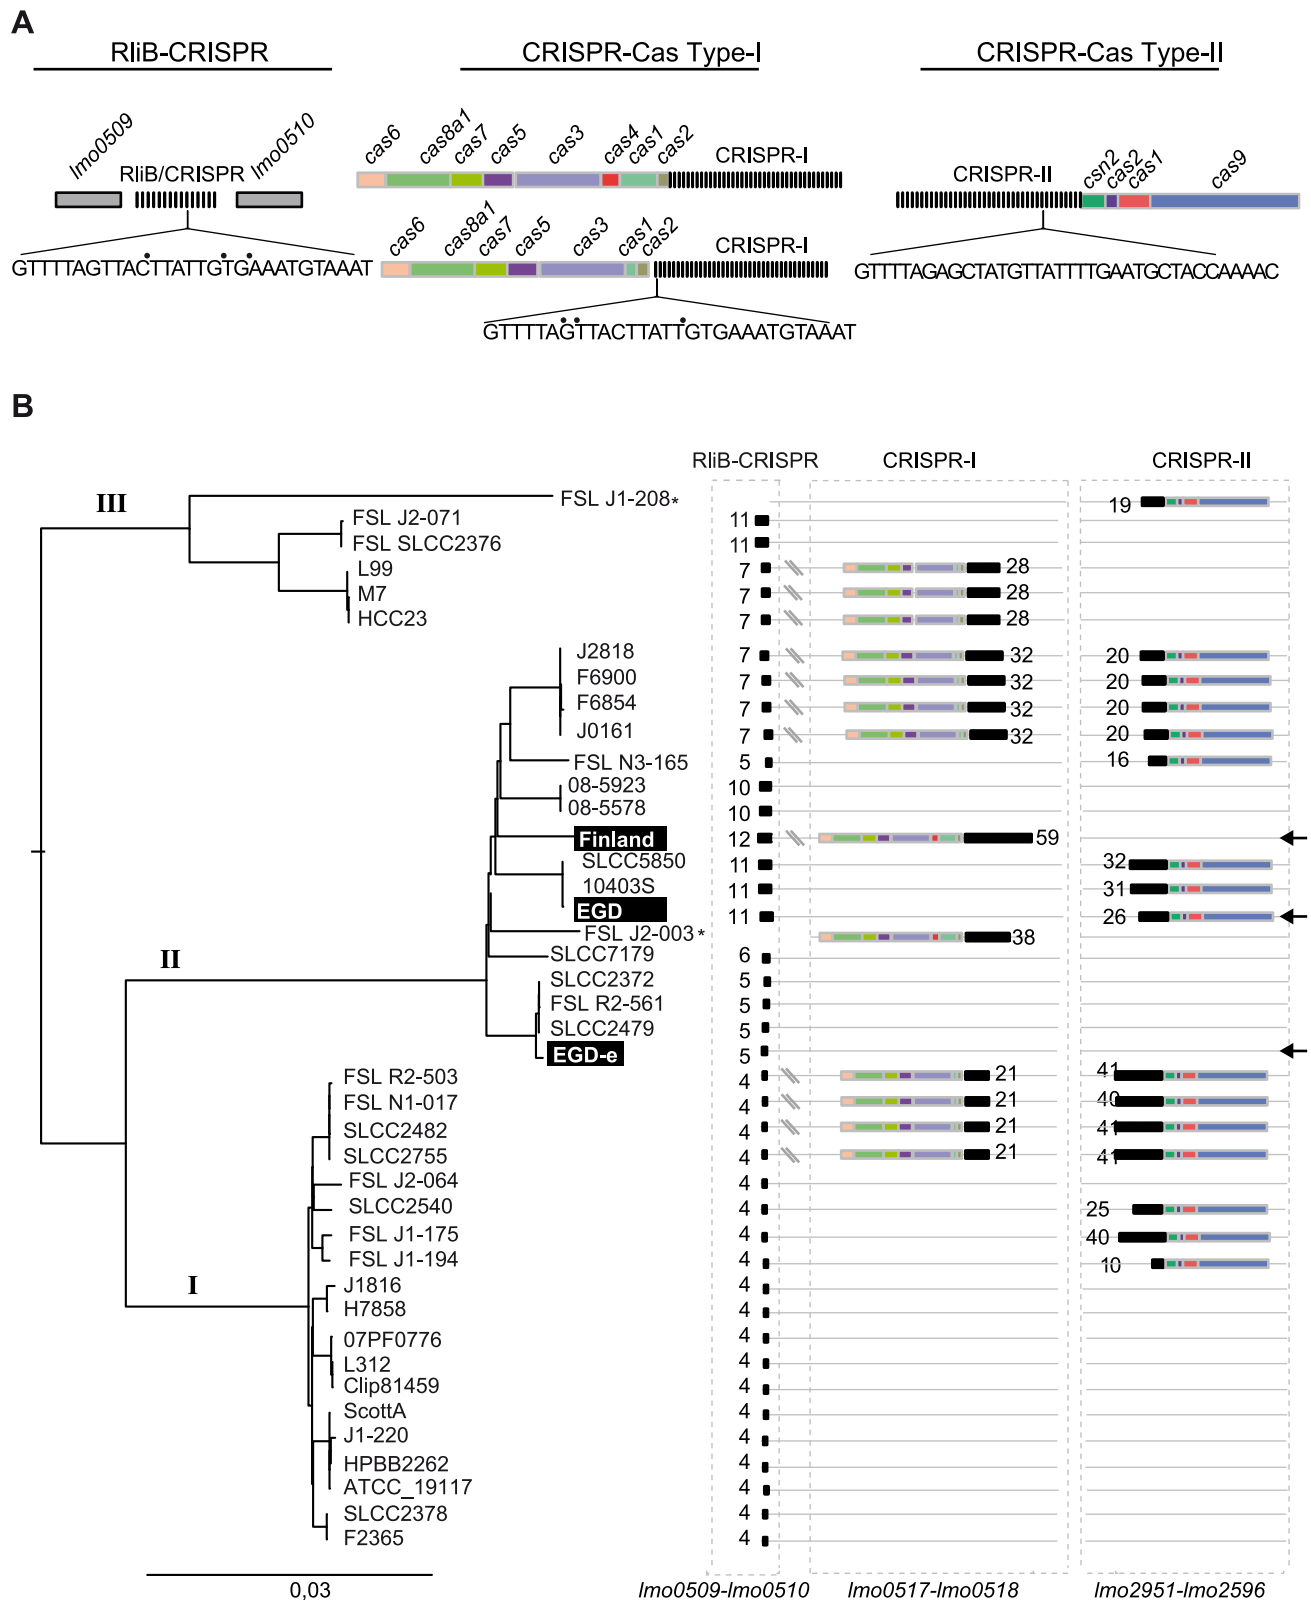 A
RliB-CRISPR
CRISPR-Cas Type-I
CRISPR-Cas Type-II
lmo0509
RliB/CRISPR
lmo0510
cas6 cas8a1 cas7 cas5 cas3 cas4 cas1 cas2
CRISPR-I
CRISPR-II
csn2 cas2 cas1 cas9
cas6 cas8a1 cas7 cas5 cas3 cas1 cas2
CRISPR-I
GTTTTAGTTACTTATTGTGAAATGTAAAT
GTTTTAGAGCTATGTTATTTTGAATGCTACCAAAAC
GTTTTAGTTACTTATTGTGAAATGTAAAT
B
RliB-CRISPR CRISPR-I CRISPR-II
III
FSL J1-208* 19
FSL J2-071 11
FSL SLCC2376 11
L99 7 28
M7 7 28
HCC23 7 28
J2818 7 32 20
F6900 7 32 20
F6854 7 32 20
J0161 7 32 20
FSL N3-165 5 16
08-5923 10
08-5578 10
Finland 12 59
SLCC5850 11 32
10403S 11 31
EGD 11 26
FSL J2-003* 38
II
SLCC7179 6
SLCC2372 5
FSL R2-561 5
SLCC2479 5
EGD-e 5
FSL R2-503 4 21 41
FSL N1-017 4 21 40
SLCC2482 4 21 41
SLCC2755 4 21 41
FSL J2-064 4
SLCC2540 4 25
FSL J1-175 4 40
FSL J1-194 4 10
I
J1816 4
H7858 4
07PF0776 4
L312 4
Clip81459 4
ScottA 4
J1-220 4
HPBB2262 4
ATCC_19117 4
SLCC2378 4
F2365 4
0,03
lmo0509-lmo0510 lmo0517-lmo0518 lmo2951-lmo2596